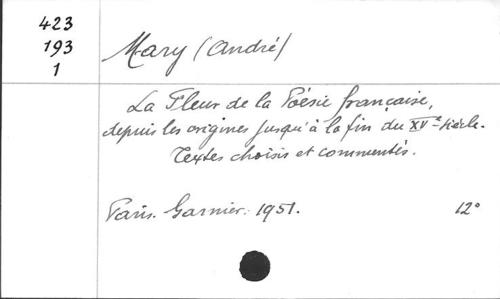 423
193
1
Mary (André)
La Fleur de la Poésie française,
depuis les origines jusqu'à la fin du XVe siècle.
Textes choisis et commentés.
Paris. Garnier. 1951. 12°